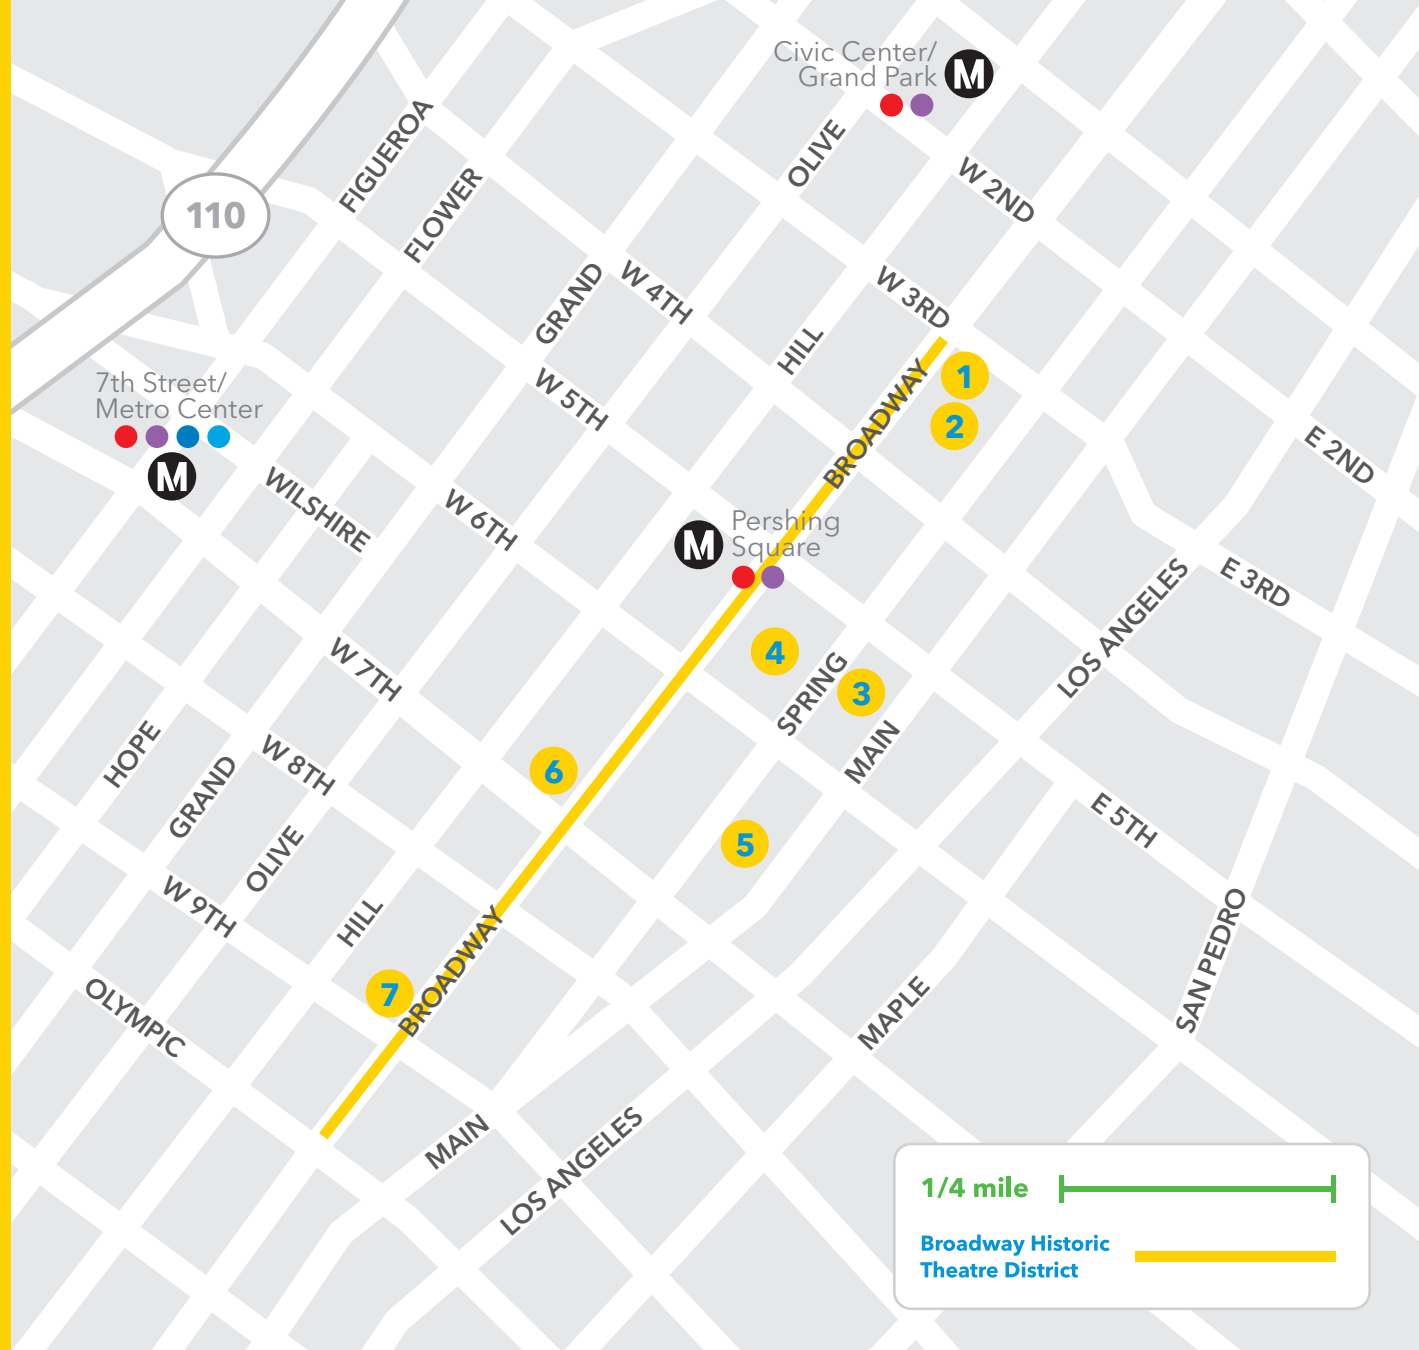 Civic Center/
Grand Park
M
FIGUEROA
OLIVE
FLOWER
W 2ND
110
GRAND
W 4TH
W 3RD
HILL
1
BROADWAY
2
7th Street/
Metro Center
M
W 5TH
E 2ND
WILSHIRE
W 6TH
M
Pershing
Square
E 3RD
LOS ANGELES
4
3
SPRING
W 7TH
MAIN
HOPE
GRAND
W 8TH
6
E 5TH
5
OLIVE
W 9TH
HILL
SAN PEDRO
BROADWAY
7
OLYMPIC
MAPLE
MAIN
LOS ANGELES
1/4 mile
Broadway Historic
Theatre District